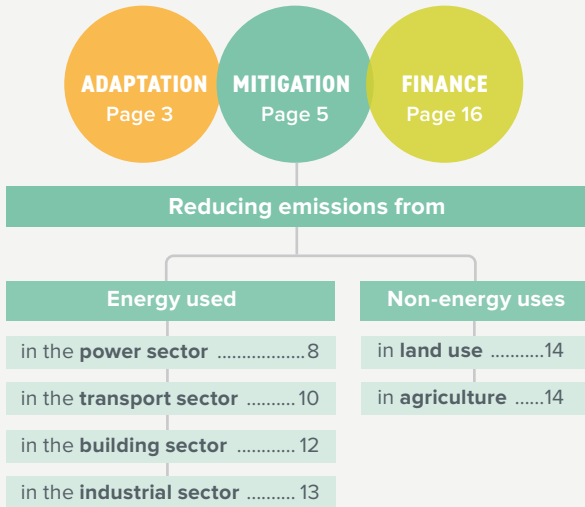 ADAPTATION
Page 3
MITIGATION
Page 5
FINANCE
Page 16
Reducing emissions from
Energy used
in the power sector ..................8
in the transport sector ..........10
in the building sector ............12
in the industrial sector ..........13
Non-energy uses
in land use ...........14
in agriculture ......14